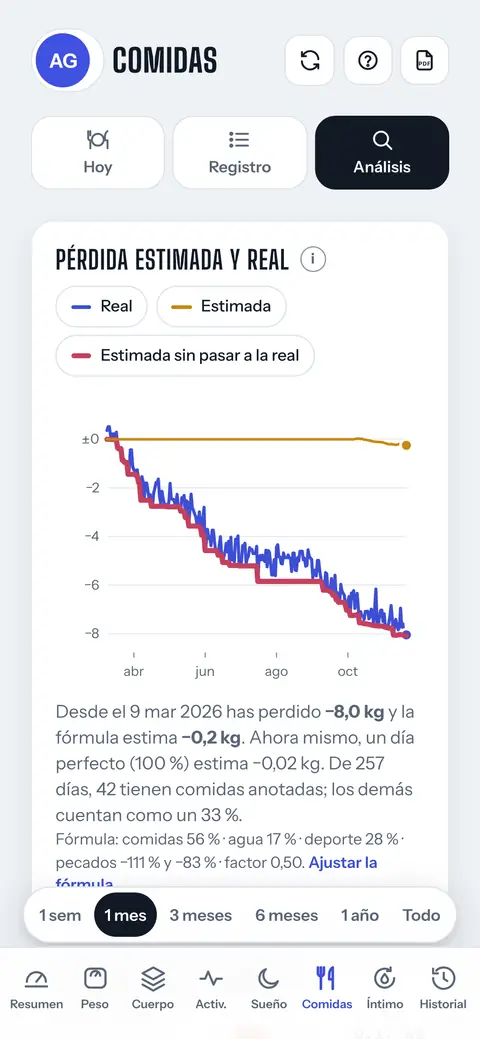 AG
COMIDAS
PDF
Hoy
Registro
Análisis
PÉRDIDA ESTIMADA Y REAL
i
Real
Estimada
Estimada sin pasar a la real
±0
−2
−4
−6
−8
abr
jun
ago
oct
Desde el 9 mar 2026 has perdido −8,0 kg y la
fórmula estima −0,2 kg. Ahora mismo, un día
perfecto (100 %) estima −0,02 kg. De 257
días, 42 tienen comidas anotadas; los demás
cuentan como un 33 %.
Fórmula: comidas 56 % · agua 17 % · deporte 28 % ·
pecados −111 % y −83 % · factor 0,50. Ajustar la
fórmula
1 sem
1 mes
3 meses
6 meses
1 año
Todo
Resumen
Peso
Cuerpo
Activ.
Sueño
Comidas
Íntimo
Historial